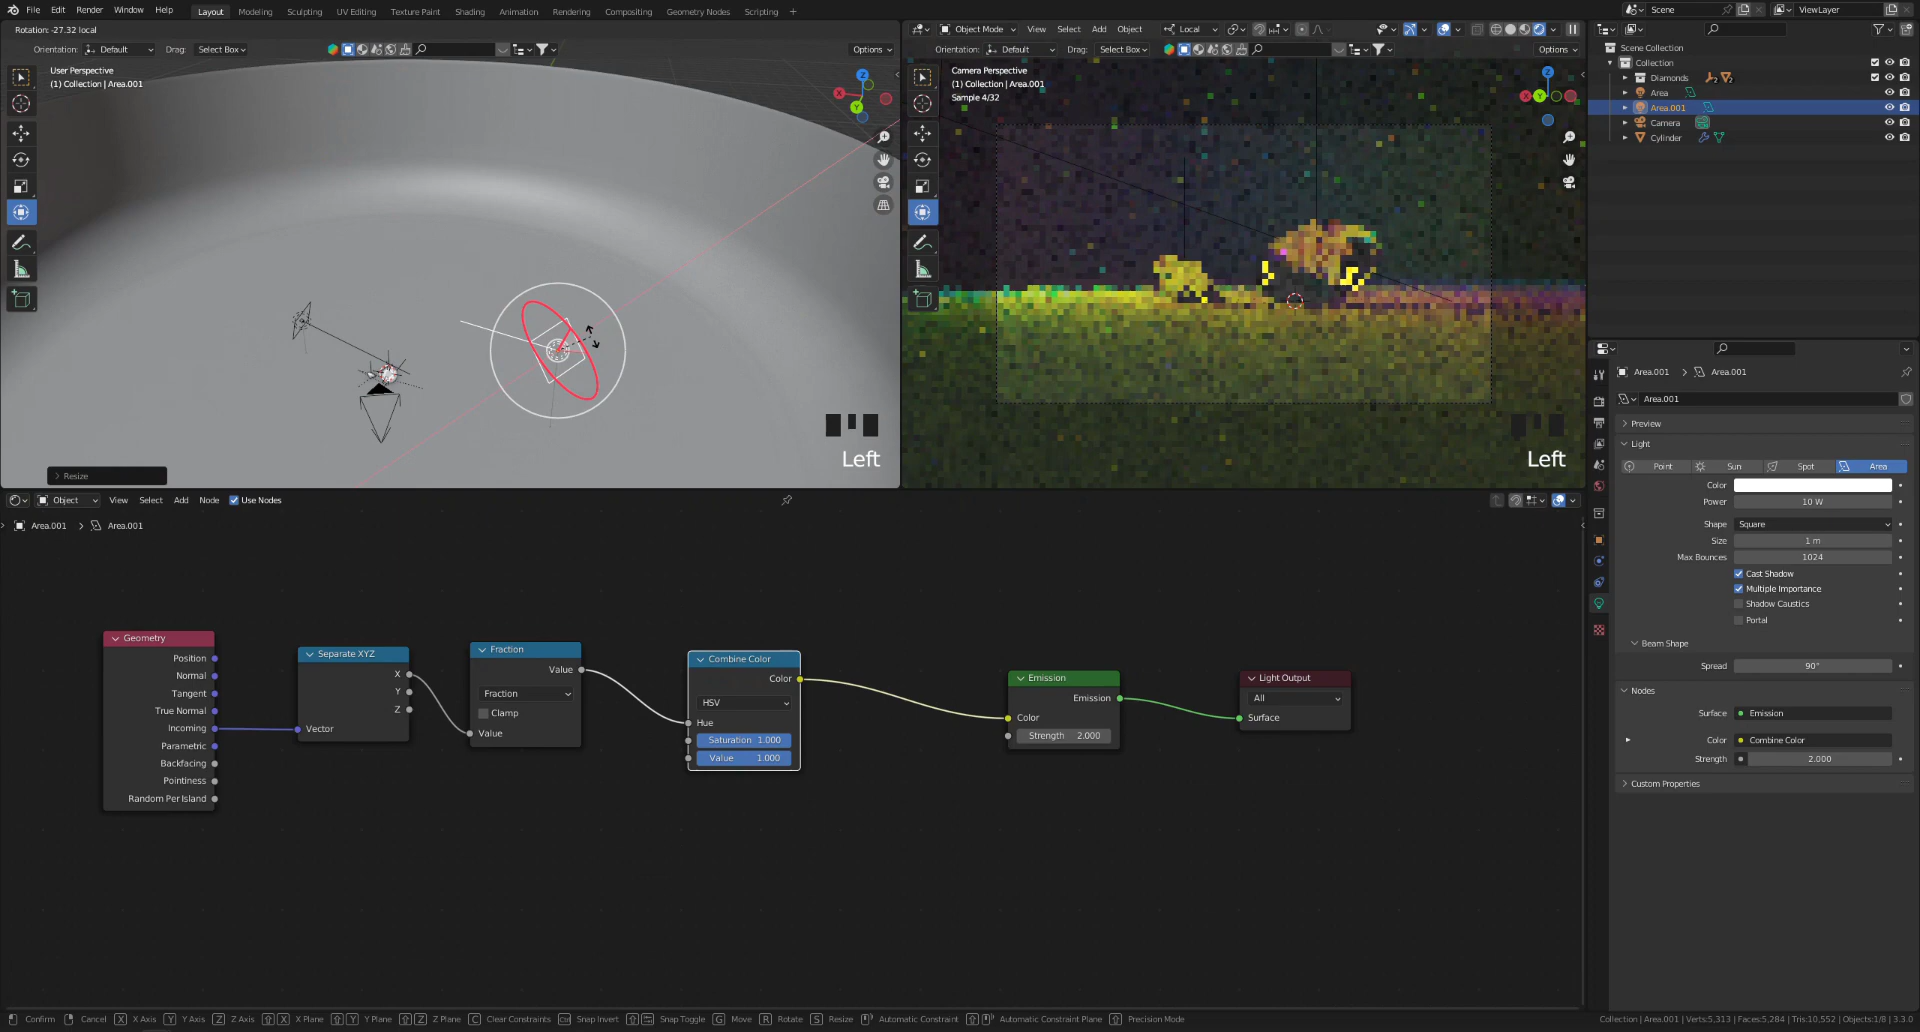 File Edit Render Window Help Layout Modeling Sculpting UV Editing Texture Paint Shading Animation Rendering Compositing Geometry Nodes Scripting + Scene ViewLayer
Rotation: -27.32 local
Object Mode View Select Add Object Local
Orientation: Default Drag: Select Box Options
Orientation: Default Drag: Select Box Options
User Perspective
(1) Collection | Area.001
X
Y
Z
Resize
Left
Camera Perspective
(1) Collection | Area.001
Sample 4/32
Z
X
Y
Left
Scene Collection
Collection
Diamonds 2 2
Area
Area.001
Camera
Cylinder
Area.001 > Area.001
Area.001
Preview
Light
Point Sun Spot Area
Color
Power 10 W
Shape Square
Size 1 m
Max Bounces 1024
Cast Shadow
Multiple Importance
Shadow Caustics
Portal
Beam Shape
Spread 90°
Nodes
Surface Emission
Color Combine Color
Strength 2.000
Custom Properties
Object View Select Add Node Use Nodes
Area.001 > Area.001
Geometry
Position
Normal
Tangent
True Normal
Incoming
Parametric
Backfacing
Pointiness
Random Per Island
Separate XYZ
X
Y
Z
Vector
Fraction
Value
Fraction
Clamp
Value
Combine Color
Color
HSV
Hue
Saturation 1.000
Value 1.000
Emission
Emission
Color
Strength 2.000
Light Output
All
Surface
Confirm Cancel X X Axis Y Y Axis Z Z Axis X X Plane Y Y Plane Z Z Plane C Clear Constraints Ctrl Snap Invert Snap Toggle G Move R Rotate S Resize Automatic Constraint Automatic Constraint Plane Precision Mode
Collection | Area.001 | Verts:5,313 | Faces:5,284 | Tris:10,552 | Objects:1/8 | 3.3.0